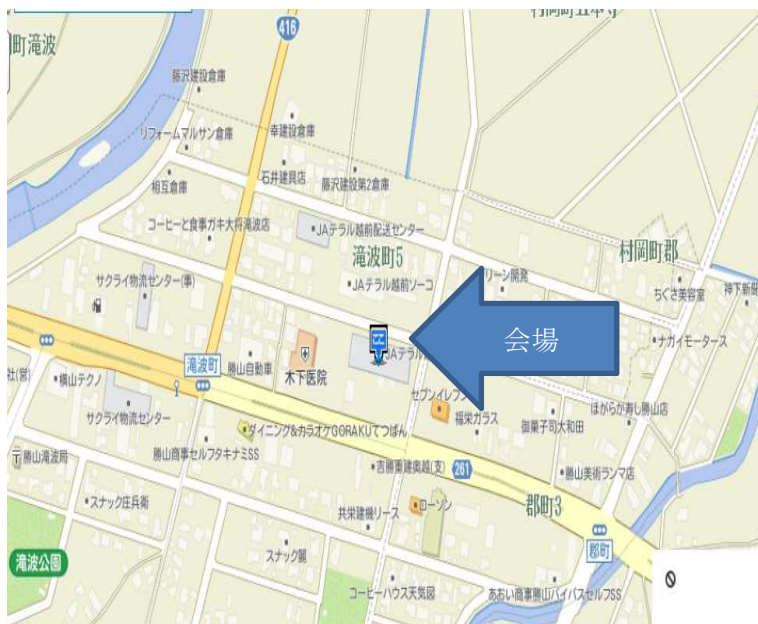 416
町滝波
藤沢建設倉庫
リフォームマルサン倉庫
幸建設倉庫
相互倉庫
石井建具店
藤沢建設第2倉庫
コーヒーと食事ガキ大将滝波店
JAテラル越前配送センター
滝波町5
村岡町郡
サクライ物流センター(事)
JAテラル越前ソーコ
リーン開発
ちくさ美容室
神下新聞
会場
ナガイモータース
滝波町
勝山自動車
木下医院
JAテラル
社(営)
横山テクノ
セブンイレブン
サクライ物流センター
福栄ガラス
御菓子司大和田
ほがらか寿し勝山店
ダイニング&カラオケGORAKUてつぱん
〒勝山滝波局
勝山商事セルフタキナミSS
吉勝重建奥越(支)
261
勝山美術ランマ店
スナック庄兵衛
共栄建機リース
ローソン
郡町3
郡町
スナック麗
滝波公園
コーヒーハウス天気図
あおい商事勝山バイパスセルフSS